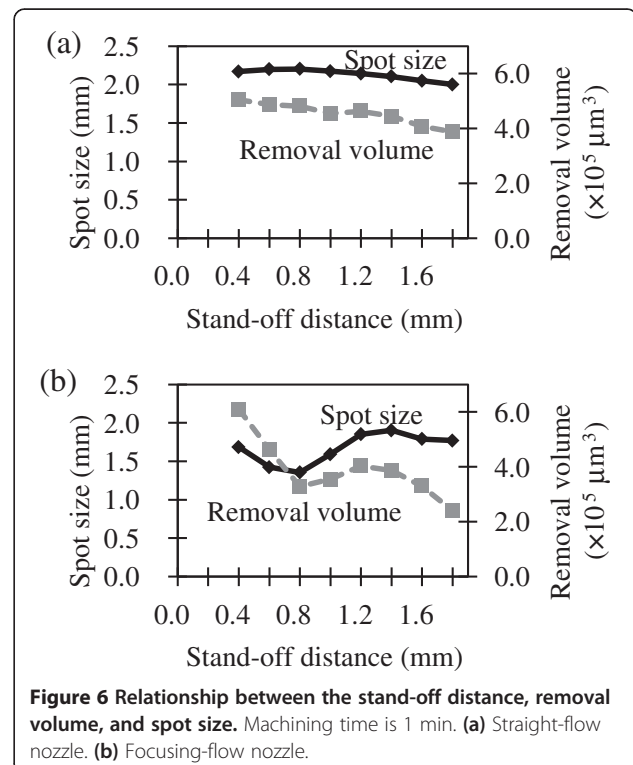 (a)
2.5
2.0
1.5
1.0
0.5
0.0
Spot size (mm)
Spot size
Removal volume
6.0
4.0
2.0
0.0
Removal volume
(×10⁵ μm³)
0.0 0.4 0.8 1.2 1.6
Stand-off distance (mm)
(b)
2.5
2.0
1.5
1.0
0.5
0.0
Spot size (mm)
Spot size
Removal volume
6.0
4.0
2.0
0.0
Removal volume
(×10⁵ μm³)
0.0 0.4 0.8 1.2 1.6
Stand-off distance (mm)
Figure 6 Relationship between the stand-off distance, removal
volume, and spot size. Machining time is 1 min. (a) Straight-flow
nozzle. (b) Focusing-flow nozzle.